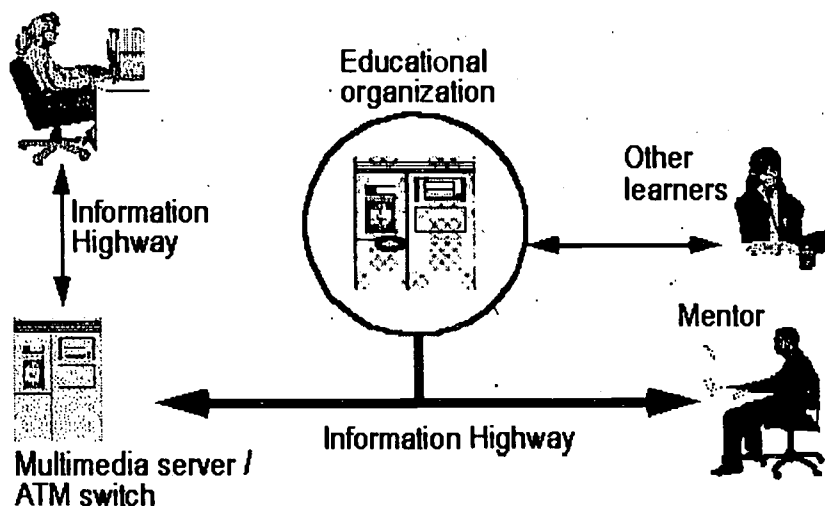 Educational
organization
Other
learners
Information
Highway
Mentor
Information Highway
Multimedia server /
ATM switch